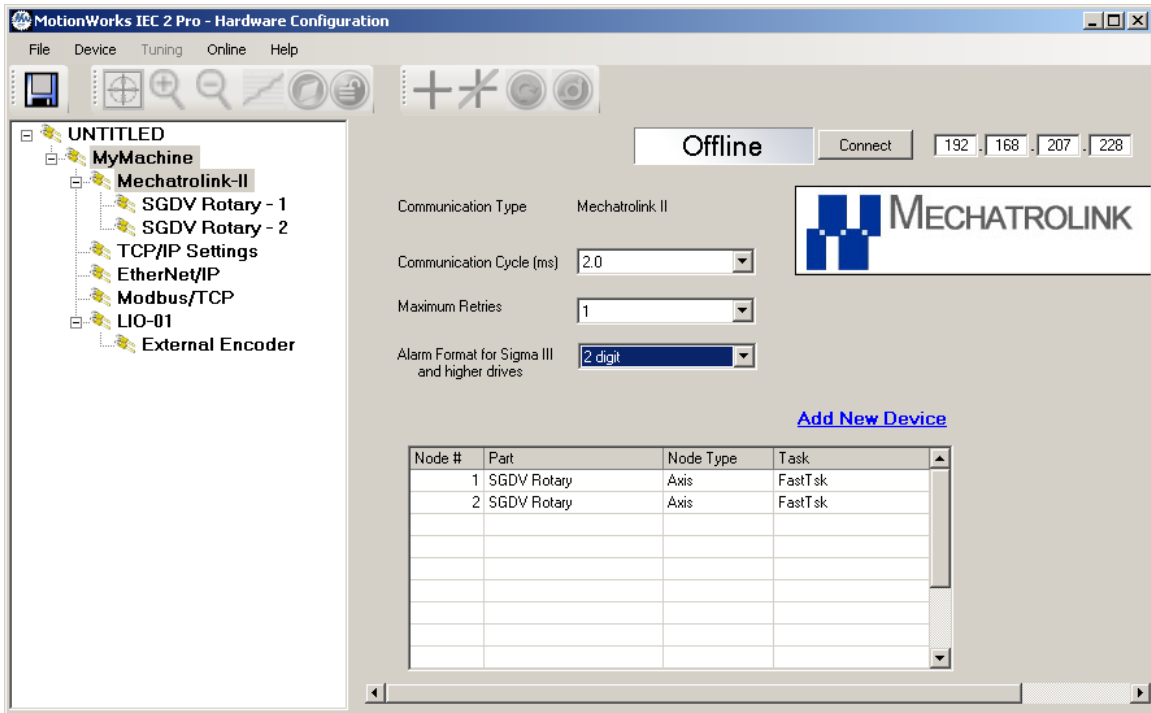 MotionWorks IEC 2 Pro - Hardware Configuration
File Device Tuning Online Help
UNTITLED
MyMachine
Mechatrolink-II
SGDV Rotary - 1
SGDV Rotary - 2
TCP/IP Settings
EtherNet/IP
Modbus/TCP
LIO-01
External Encoder
Offline Connect 192 . 168 . 207 . 228
Communication Type Mechatrolink II
MECHATROLINK
Communication Cycle (ms) 2.0
Maximum Retries 1
Alarm Format for Sigma III
and higher drives
2 digit
Add New Device
Node # Part Node Type Task
1 SGDV Rotary Axis FastTsk
2 SGDV Rotary Axis FastTsk